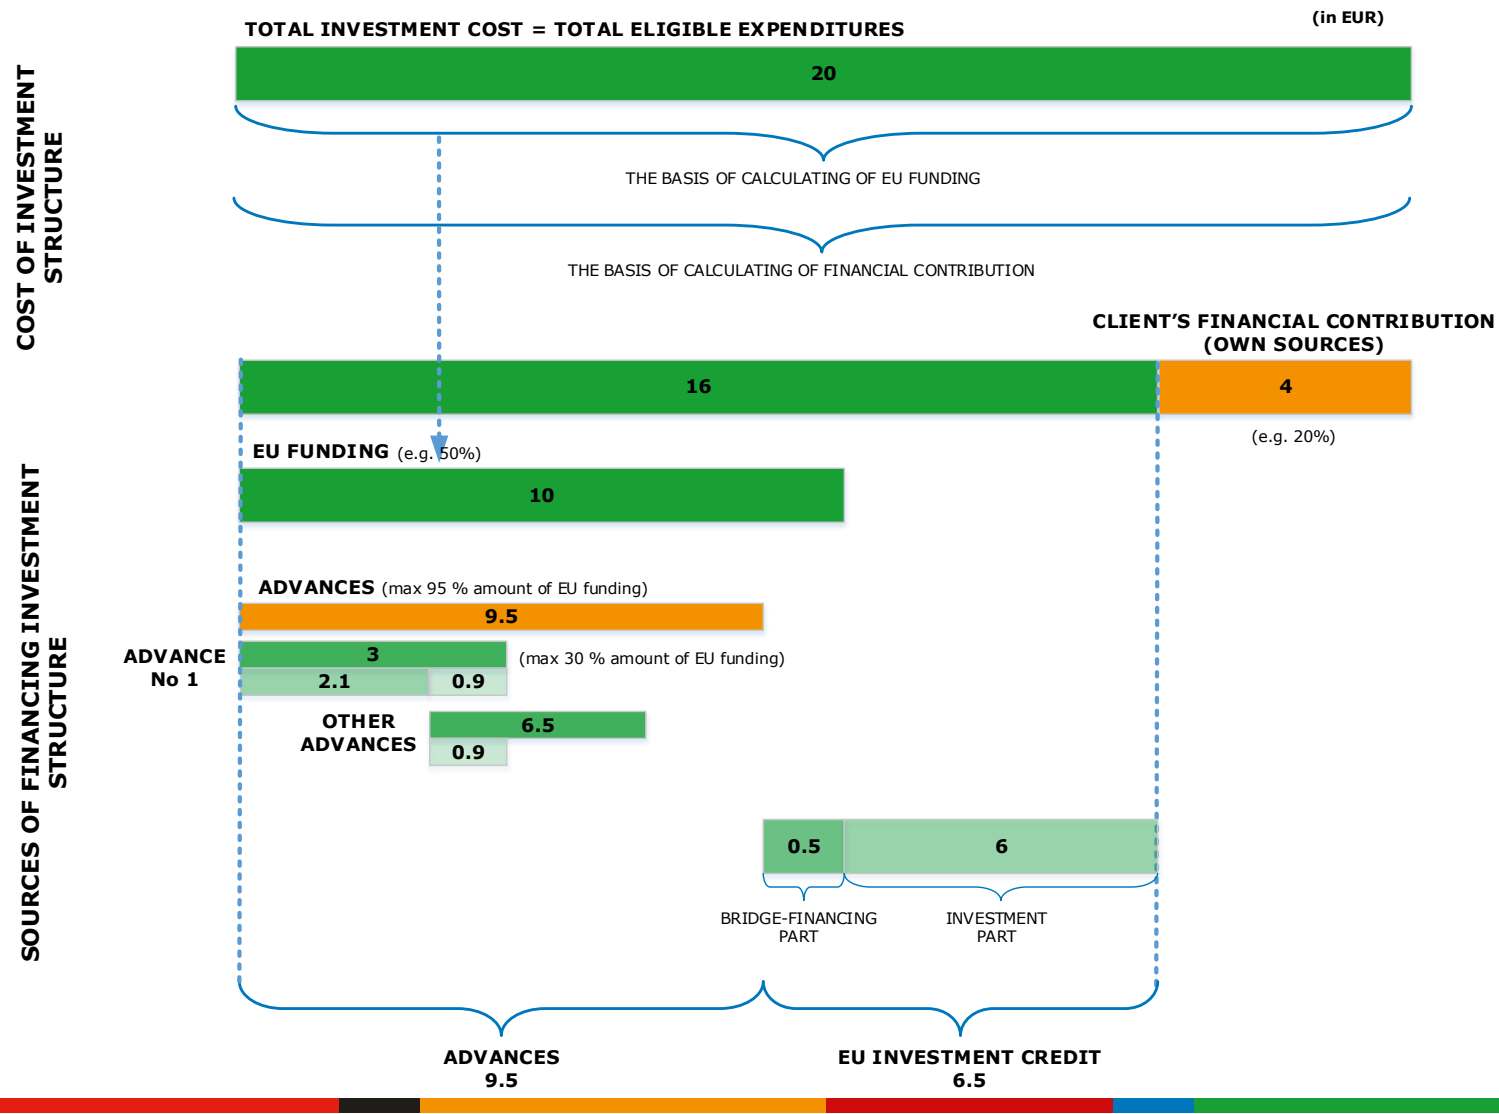 (in EUR)
TOTAL INVESTMENT COST = TOTAL ELIGIBLE EXPENDITURES
20
COST OF INVESTMENT
STRUCTURE
THE BASIS OF CALCULATING OF EU FUNDING
THE BASIS OF CALCULATING OF FINANCIAL CONTRIBUTION
CLIENT’S FINANCIAL CONTRIBUTION
(OWN SOURCES)
16
4
(e.g. 20%)
EU FUNDING (e.g. 50%)
10
SOURCES OF FINANCING INVESTMENT
STRUCTURE
ADVANCES (max 95 % amount of EU funding)
9.5
ADVANCE
No 1
3
(max 30 % amount of EU funding)
2.1
0.9
OTHER
ADVANCES
6.5
0.9
0.5
6
BRIDGE-FINANCING
PART
INVESTMENT
PART
ADVANCES
9.5
EU INVESTMENT CREDIT
6.5